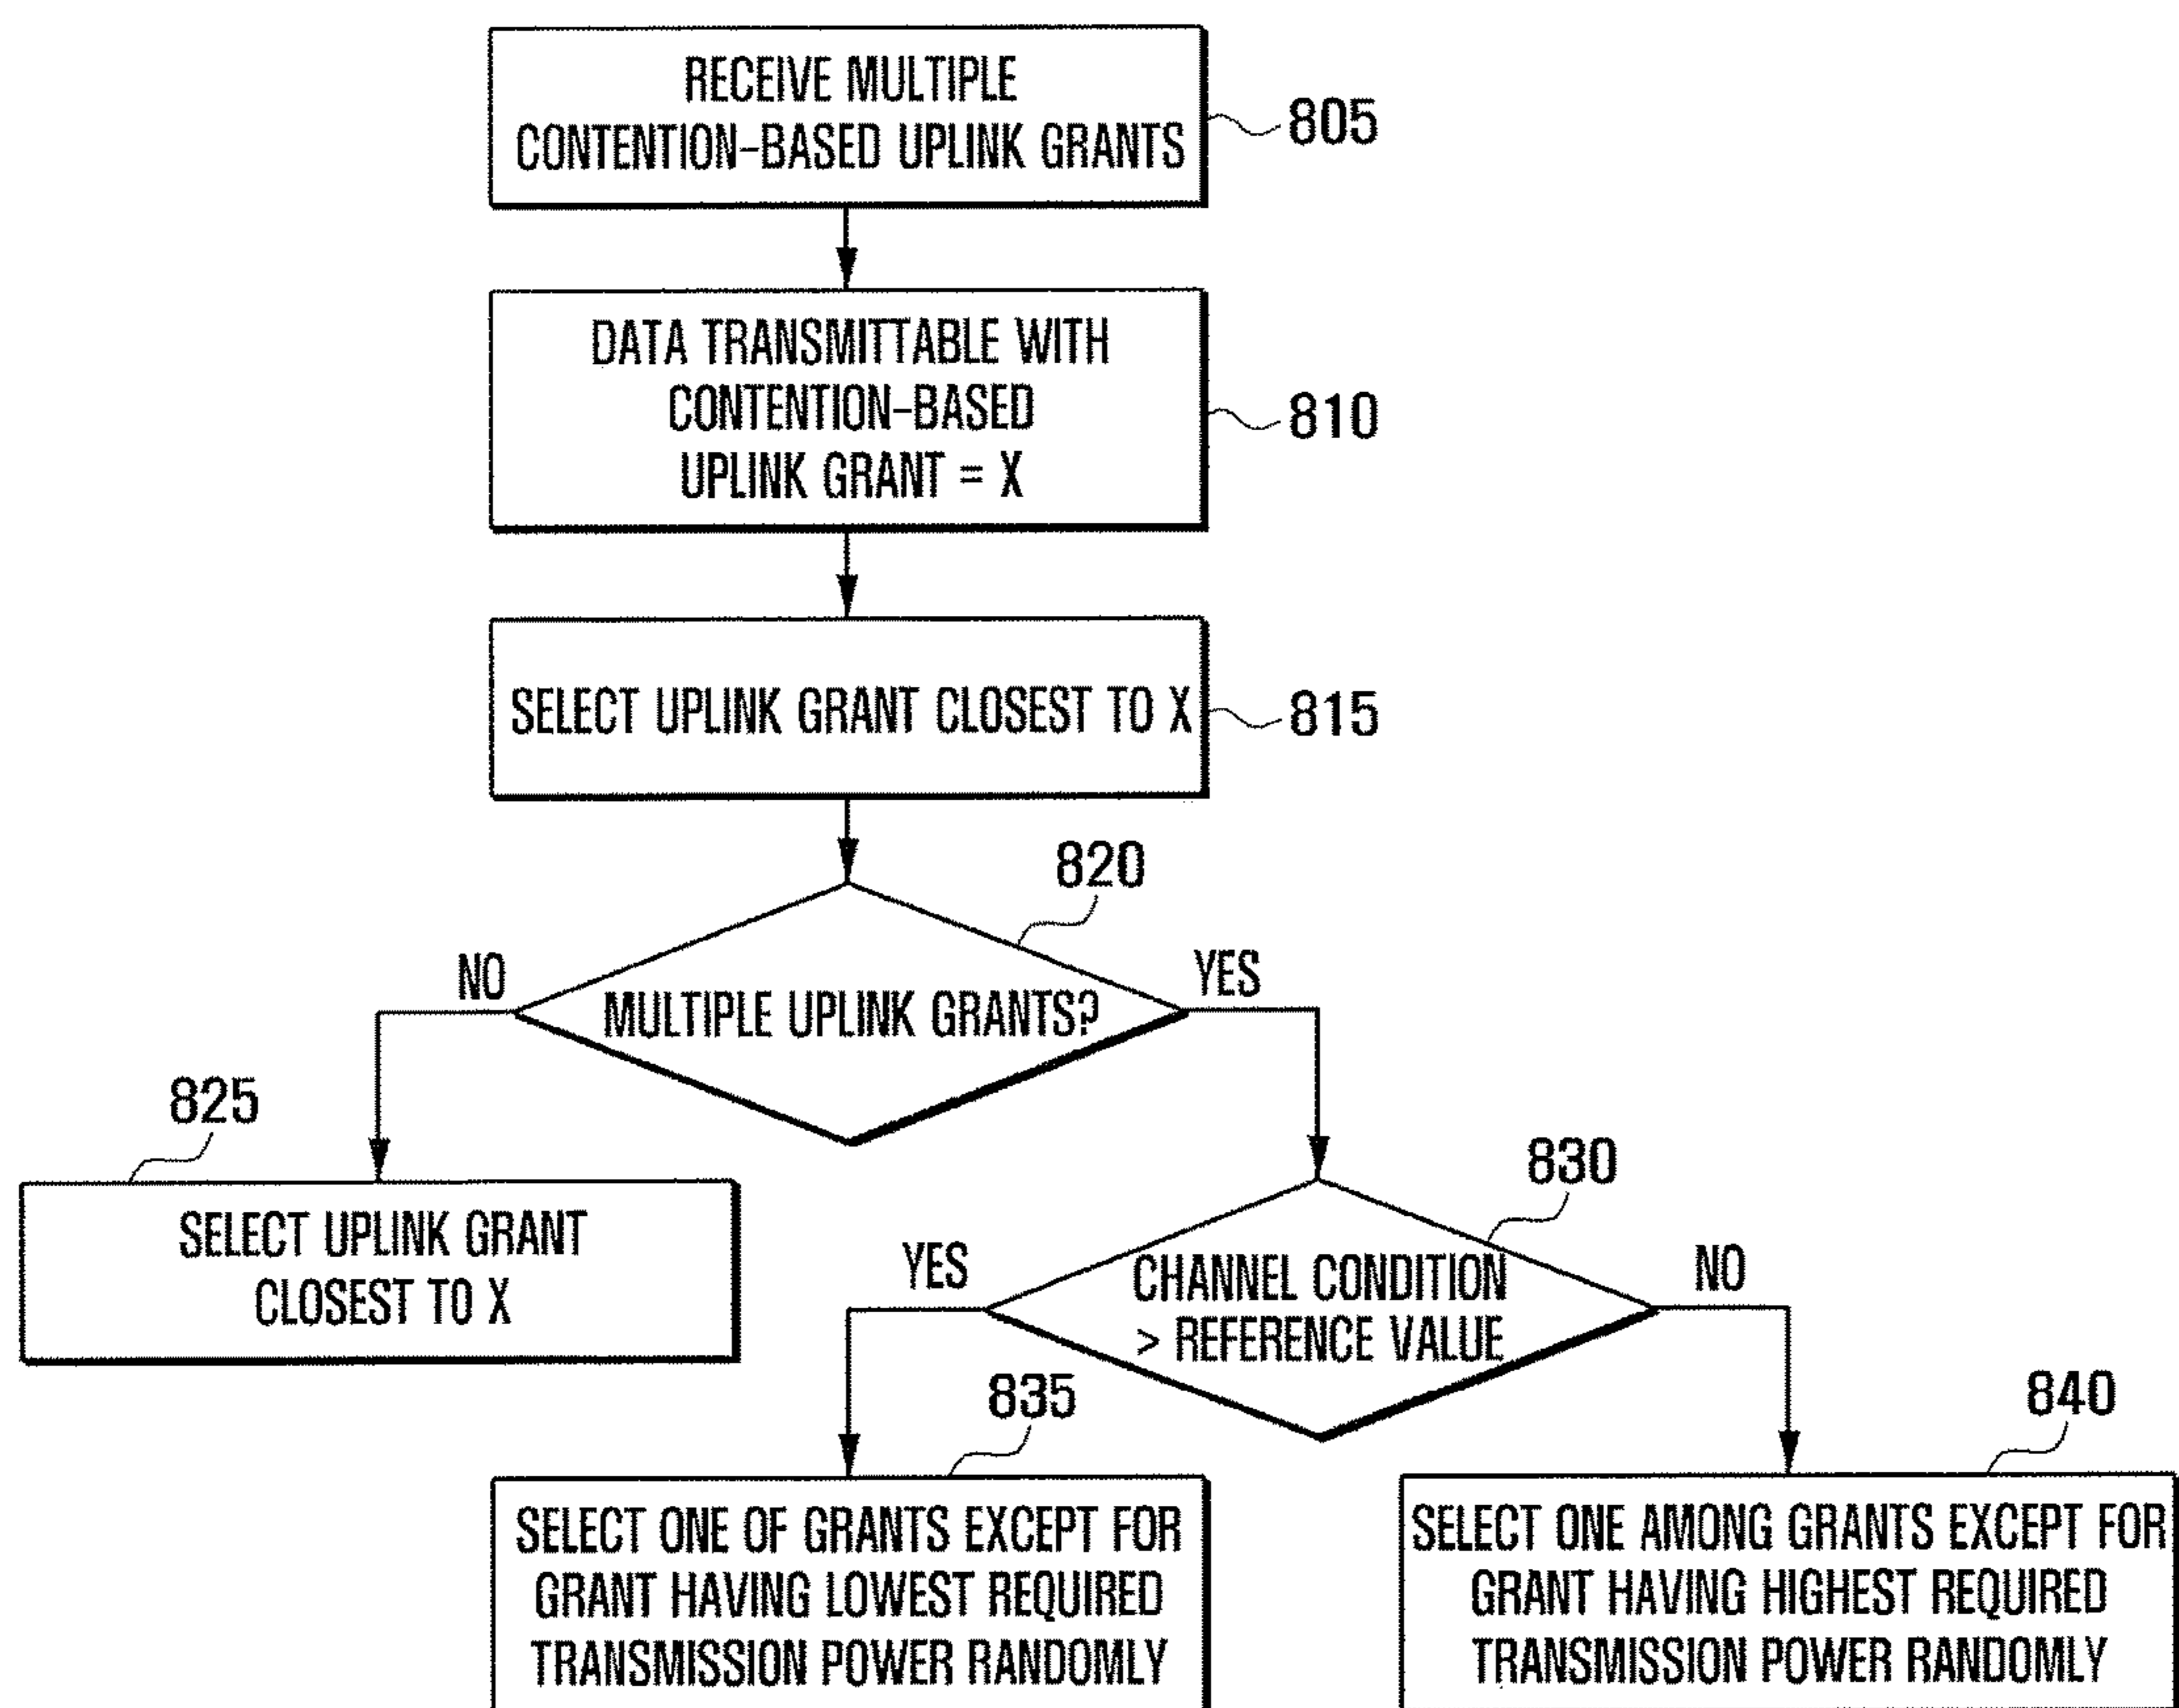 RECEIVE MULTIPLE
CONTENTION-BASED UPLINK GRANTS
805
DATA TRANSMITTABLE WITH
CONTENTION-BASED
UPLINK GRANT = X
810
SELECT UPLINK GRANT CLOSEST TO X
815
820
NO
MULTIPLE UPLINK GRANTS?
YES
825
SELECT UPLINK GRANT
CLOSEST TO X
830
YES
CHANNEL CONDITION
> REFERENCE VALUE
NO
835
SELECT ONE OF GRANTS EXCEPT FOR
GRANT HAVING LOWEST REQUIRED
TRANSMISSION POWER RANDOMLY
840
SELECT ONE AMONG GRANTS EXCEPT FOR
GRANT HAVING HIGHEST REQUIRED
TRANSMISSION POWER RANDOMLY